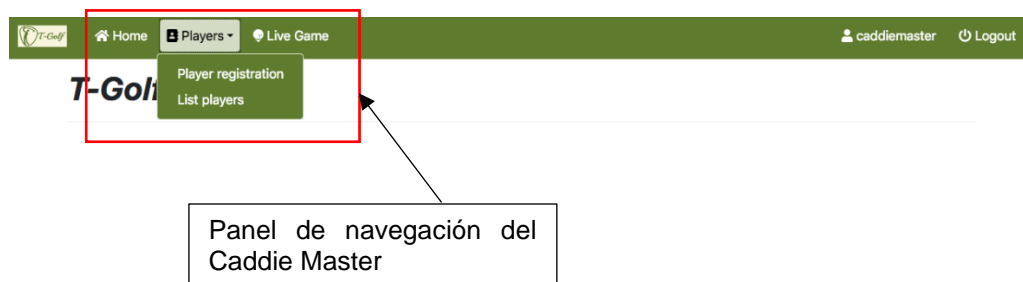 T-Golf Home Players Live Game caddiemaster Logout
Player registration
T-Golf
List players
Panel de navegación del
Caddie Master